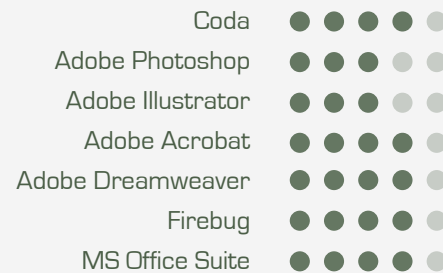 Coda
Adobe Photoshop
Adobe Illustrator
Adobe Acrobat
Adobe Dreamweaver
Firebug
MS Office Suite